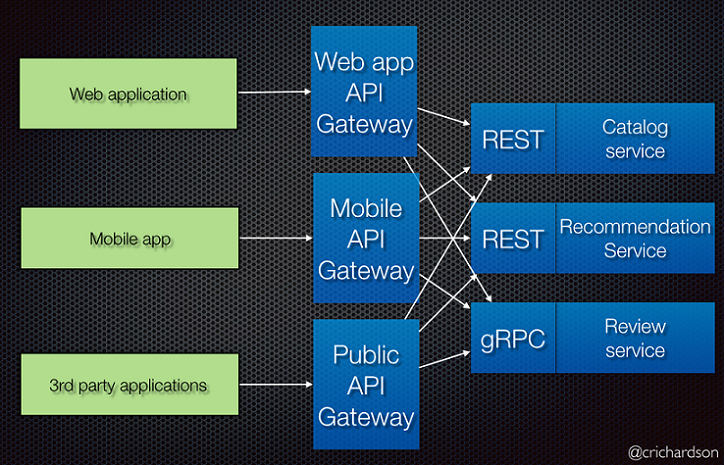 Web application
Web app
API
Gateway
REST
Catalog
service
Mobile app
Mobile
API
Gateway
REST
Recommendation
Service
3rd party applications
Public
API
Gateway
gRPC
Review
service
@crichardson